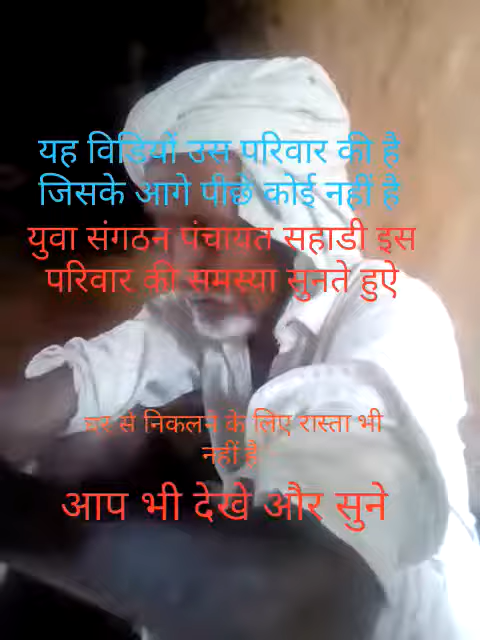 यह विडियों उस परिवार की है
जिसके आगे पीछे कोई नहीं है
युवा संगठन पंचायत सहाडी इस
परिवार की समस्या सुनते हुऐ
घर से निकलने के लिए रास्ता भी
नहीं है
आप भी देखे और सुने